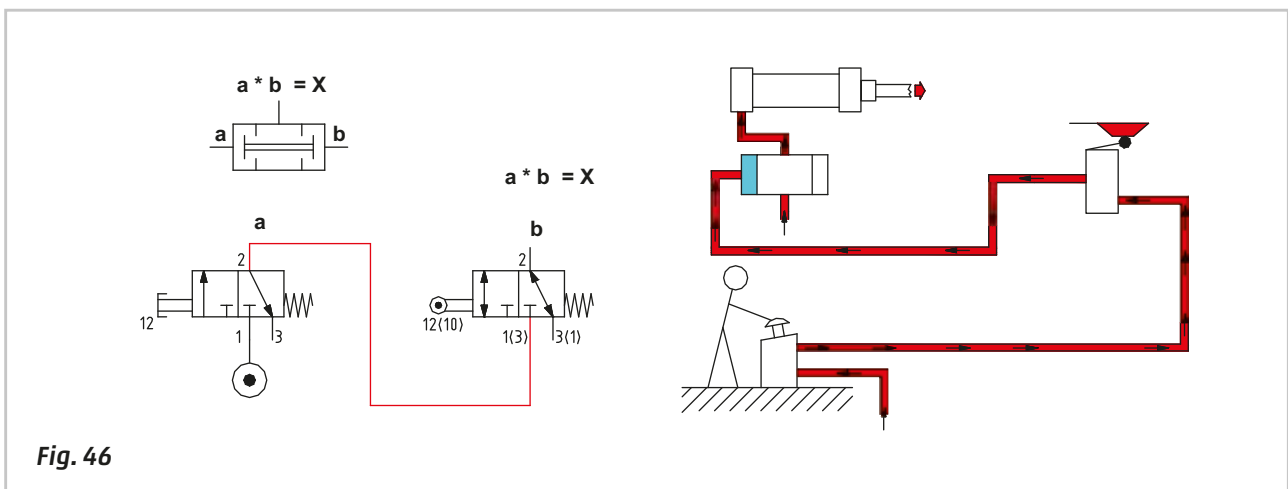 a * b = X
a b
a * b = X
a
b
2
2
12
12(10)
1
3
1(3)
3(1)
Fig. 46